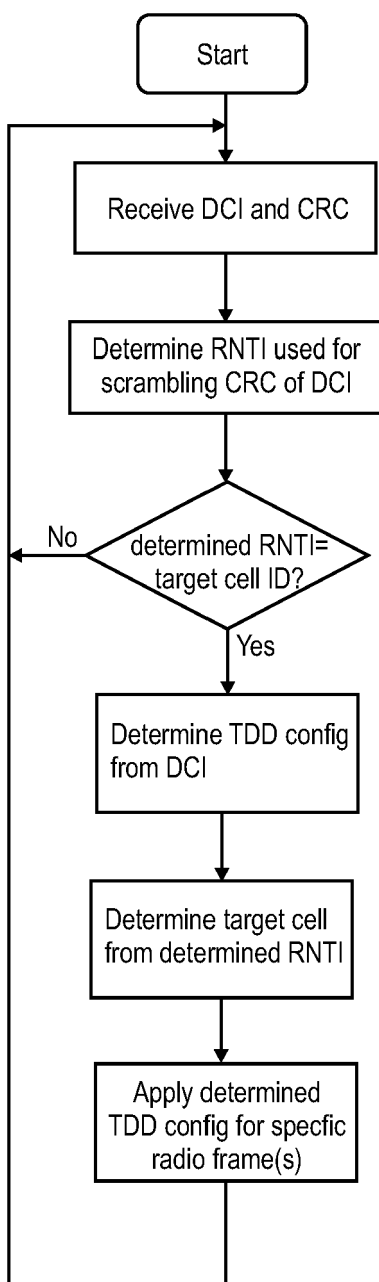 Start
Receive DCI and CRC
Determine RNTI used for
scrambling CRC of DCI
No
determined RNTI=
target cell ID?
Yes
Determine TDD config
from DCI
Determine target cell
from determined RNTI
Apply determined
TDD config for specfic
radio frame(s)